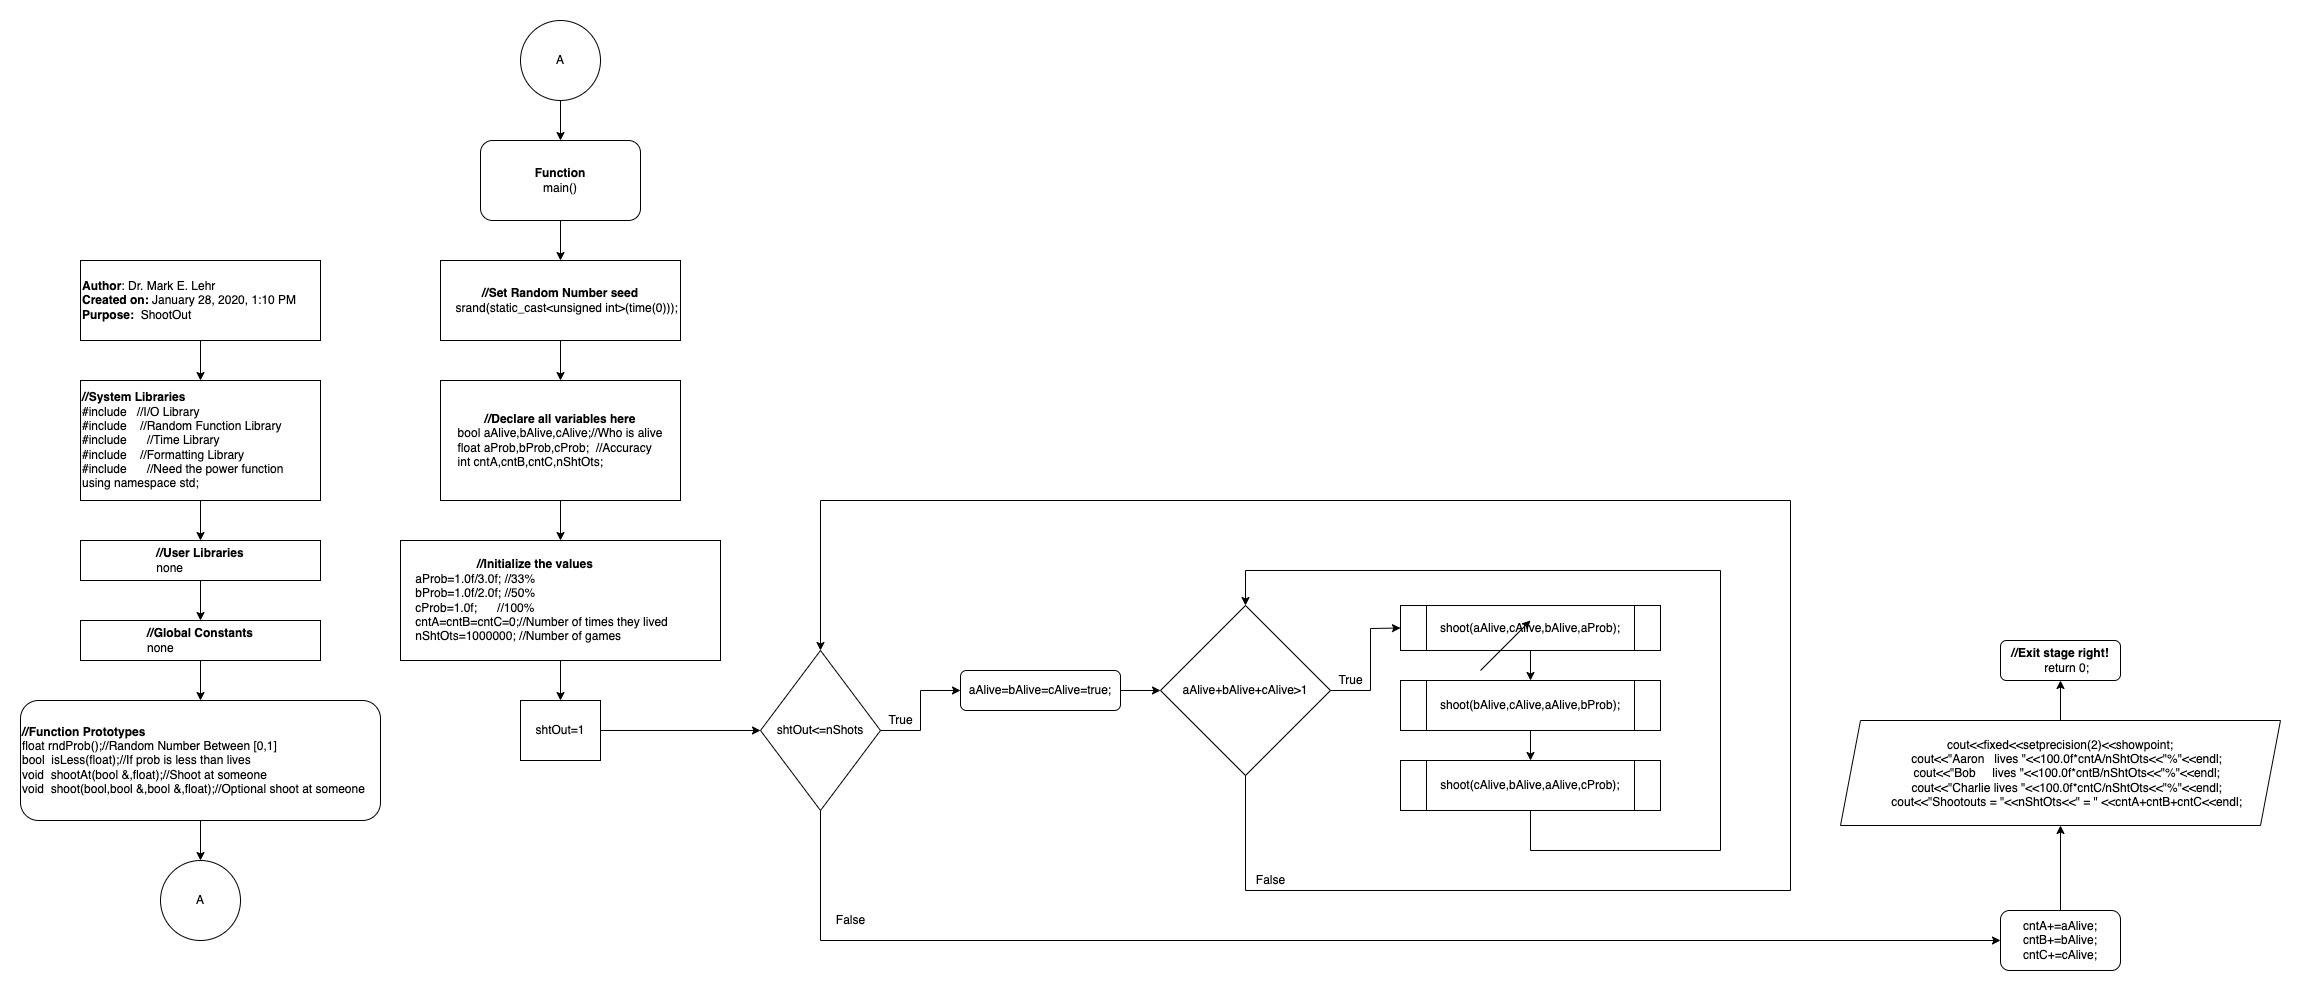 A
Function
main()
Author: Dr. Mark E. Lehr
Created on: January 28, 2020, 1:10 PM
Purpose:  ShootOut
//System Libraries
#include   //I/O Library
#include    //Random Function Library
#include      //Time Library
#include    //Formatting Library
#include      //Need the power function
using namespace std;
//User Libraries
none
//Global Constants
none
//Function Prototypes
float rndProb();//Random Number Between [0,1]
bool  isLess(float);//If prob is less than lives
void  shootAt(bool &,float);//Shoot at someone
void  shoot(bool,bool &,bool &,float);//Optional shoot at someone
A
//Set Random Number seed
srand(static_cast<unsigned int>(time(0)));
//Declare all variables here
bool aAlive,bAlive,cAlive;//Who is alive
float aProb,bProb,cProb;  //Accuracy
int cntA,cntB,cntC,nShtOts;
//Initialize the values
aProb=1.0f/3.0f; //33%
bProb=1.0f/2.0f; //50%
cProb=1.0f;      //100%
cntA=cntB=cntC=0;//Number of times they lived
nShtOts=1000000; //Number of games
shtOut=1
shtOut<=nShots
True
False
aAlive=bAlive=cAlive=true;
aAlive+bAlive+cAlive>1
True
False
shoot(aAlive,cAlive,bAlive,aProb);
shoot(bAlive,cAlive,aAlive,bProb);
shoot(cAlive,bAlive,aAlive,cProb);
//Exit stage right!
return 0;
cout<<fixed<<setprecision(2)<<showpoint;
cout<<"Aaron   lives "<<100.0f*cntA/nShtOts<<"%"<<endl;
cout<<"Bob     lives "<<100.0f*cntB/nShtOts<<"%"<<endl;
cout<<"Charlie lives "<<100.0f*cntC/nShtOts<<"%"<<endl;
cout<<"Shootouts = "<<nShtOts<<" = " <<cntA+cntB+cntC<<endl;
cntA+=aAlive;
cntB+=bAlive;
cntC+=cAlive;